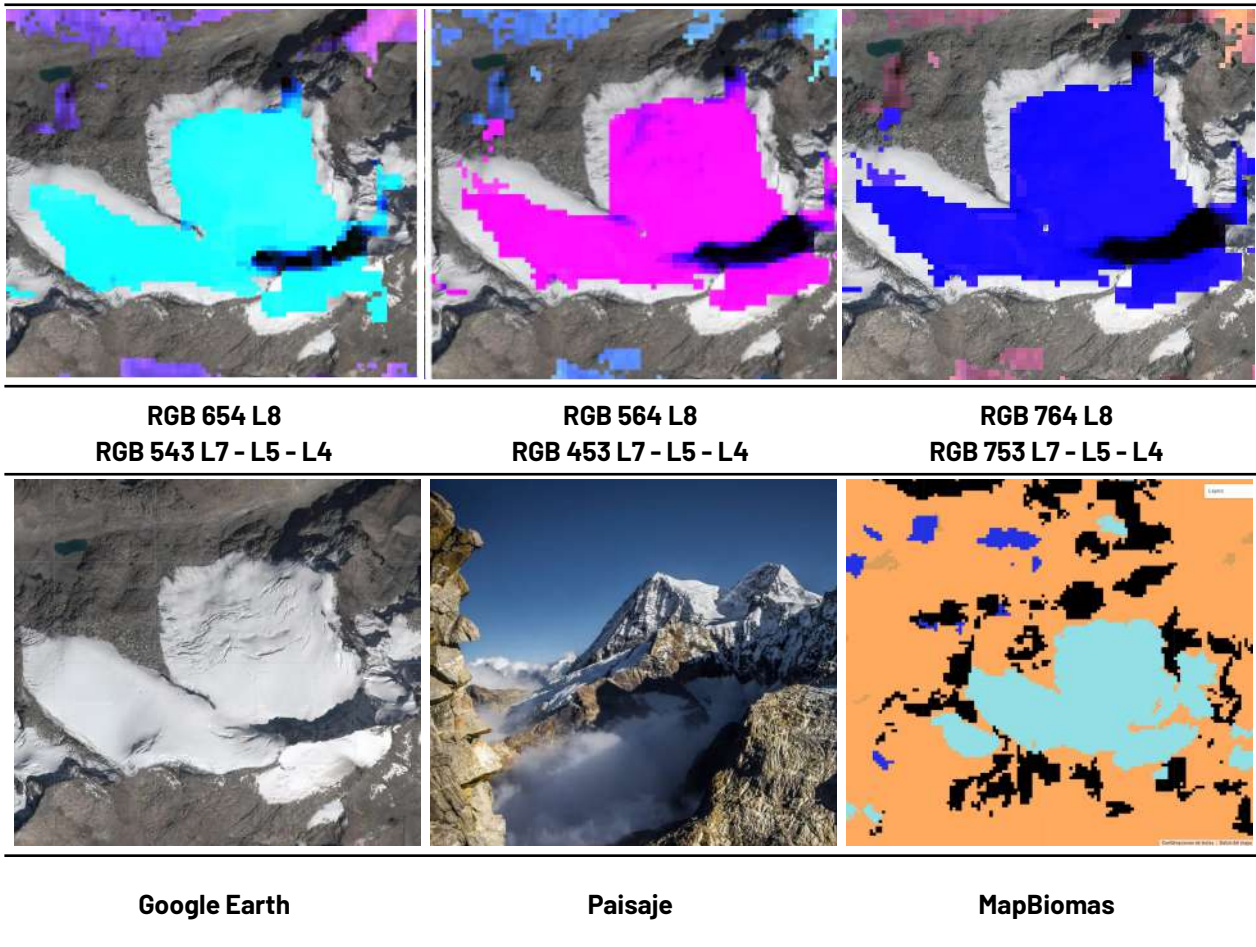 RGB 654 L8
RGB 564 L8
RGB 764 L8
RGB 543 L7 - L5 - L4
RGB 453 L7 - L5 - L4
RGB 753 L7 - L5 - L4
Google Earth
Paisaje
MapBiomas